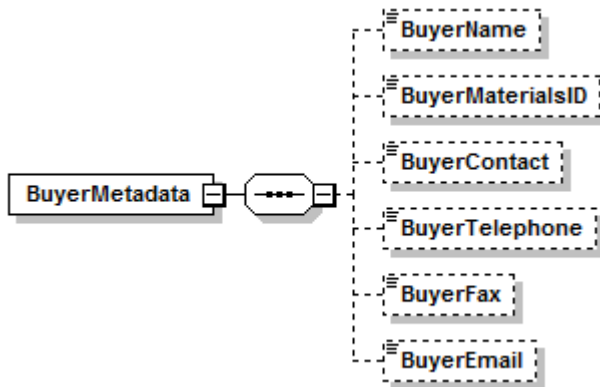 BuyerName
BuyerMaterialsID
BuyerContact
BuyerMetadata
BuyerTelephone
BuyerFax
BuyerEmail